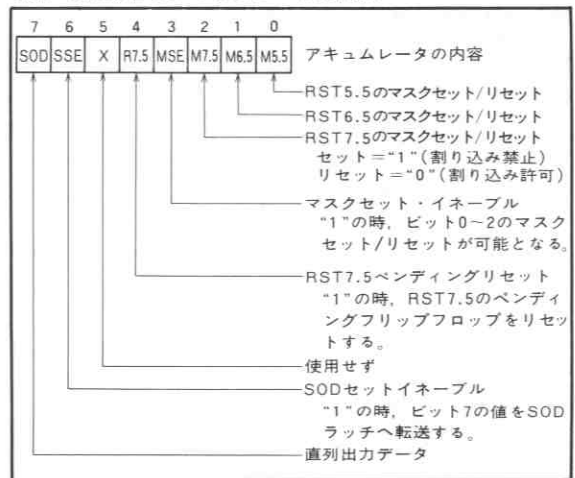 7 6 5 4 3 2 1 0
SOD SSE X R7.5 MSE M7.5 M6.5 M5.5 アキュムレータの内容
RST5.5のマスクセット/リセット
RST6.5のマスクセット/リセット
RST7.5のマスクセット/リセット
セット="1"(割り込み禁止)
リセット="0"(割り込み許可)
マスクセット・イネーブル
"1"の時，ビット0～2のマスク
セット/リセットが可能となる。
RST7.5ペンディングリセット
"1"の時，RST7.5のペンディ
ングフリップフロップをリセッ
トする。
使用せず
SODセットイネーブル
"1"の時，ビット7の値をSOD
ラッチへ転送する。
直列出力データ